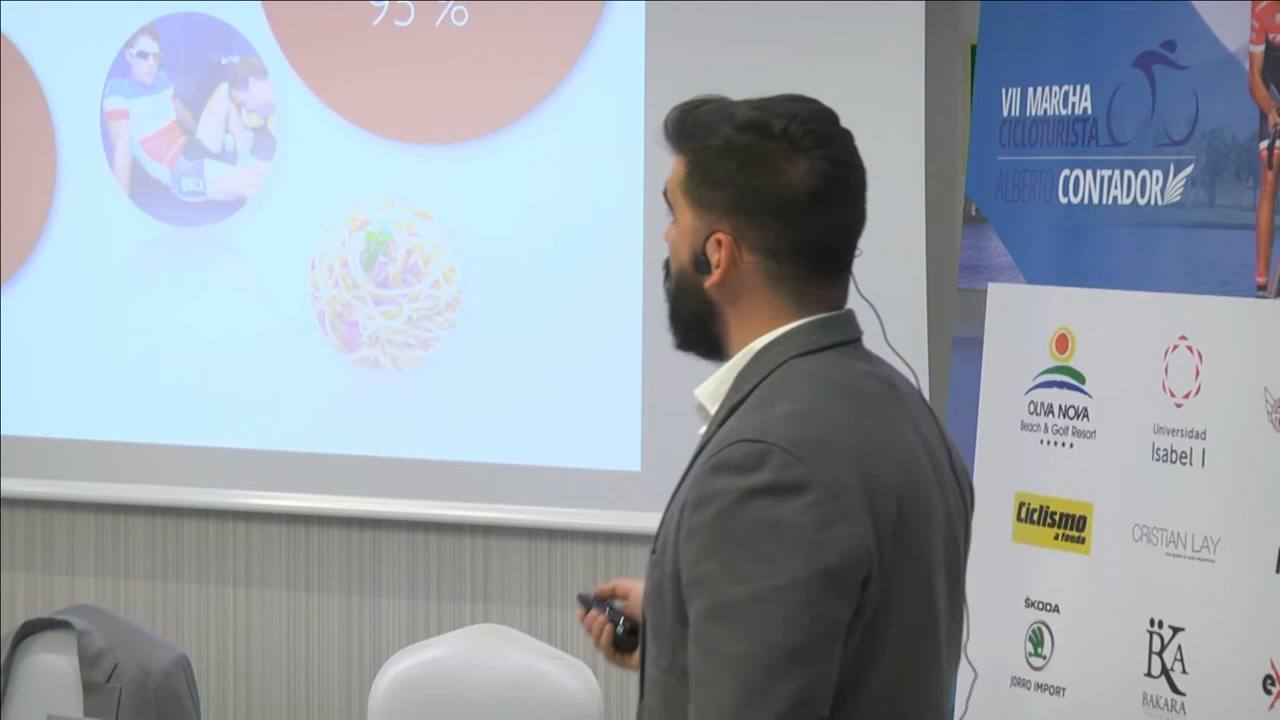 95 %
QUICK
VII MARCHA
CICLOTURISTA
ALBERTO CONTADOR
OLIVA NOVA
Beach & Golf Resort
Universidad
Isabel I
Ciclismo
a fondo
CRISTIAN LAY
ŠKODA
JORRO IMPORT
BKA
BAKARA